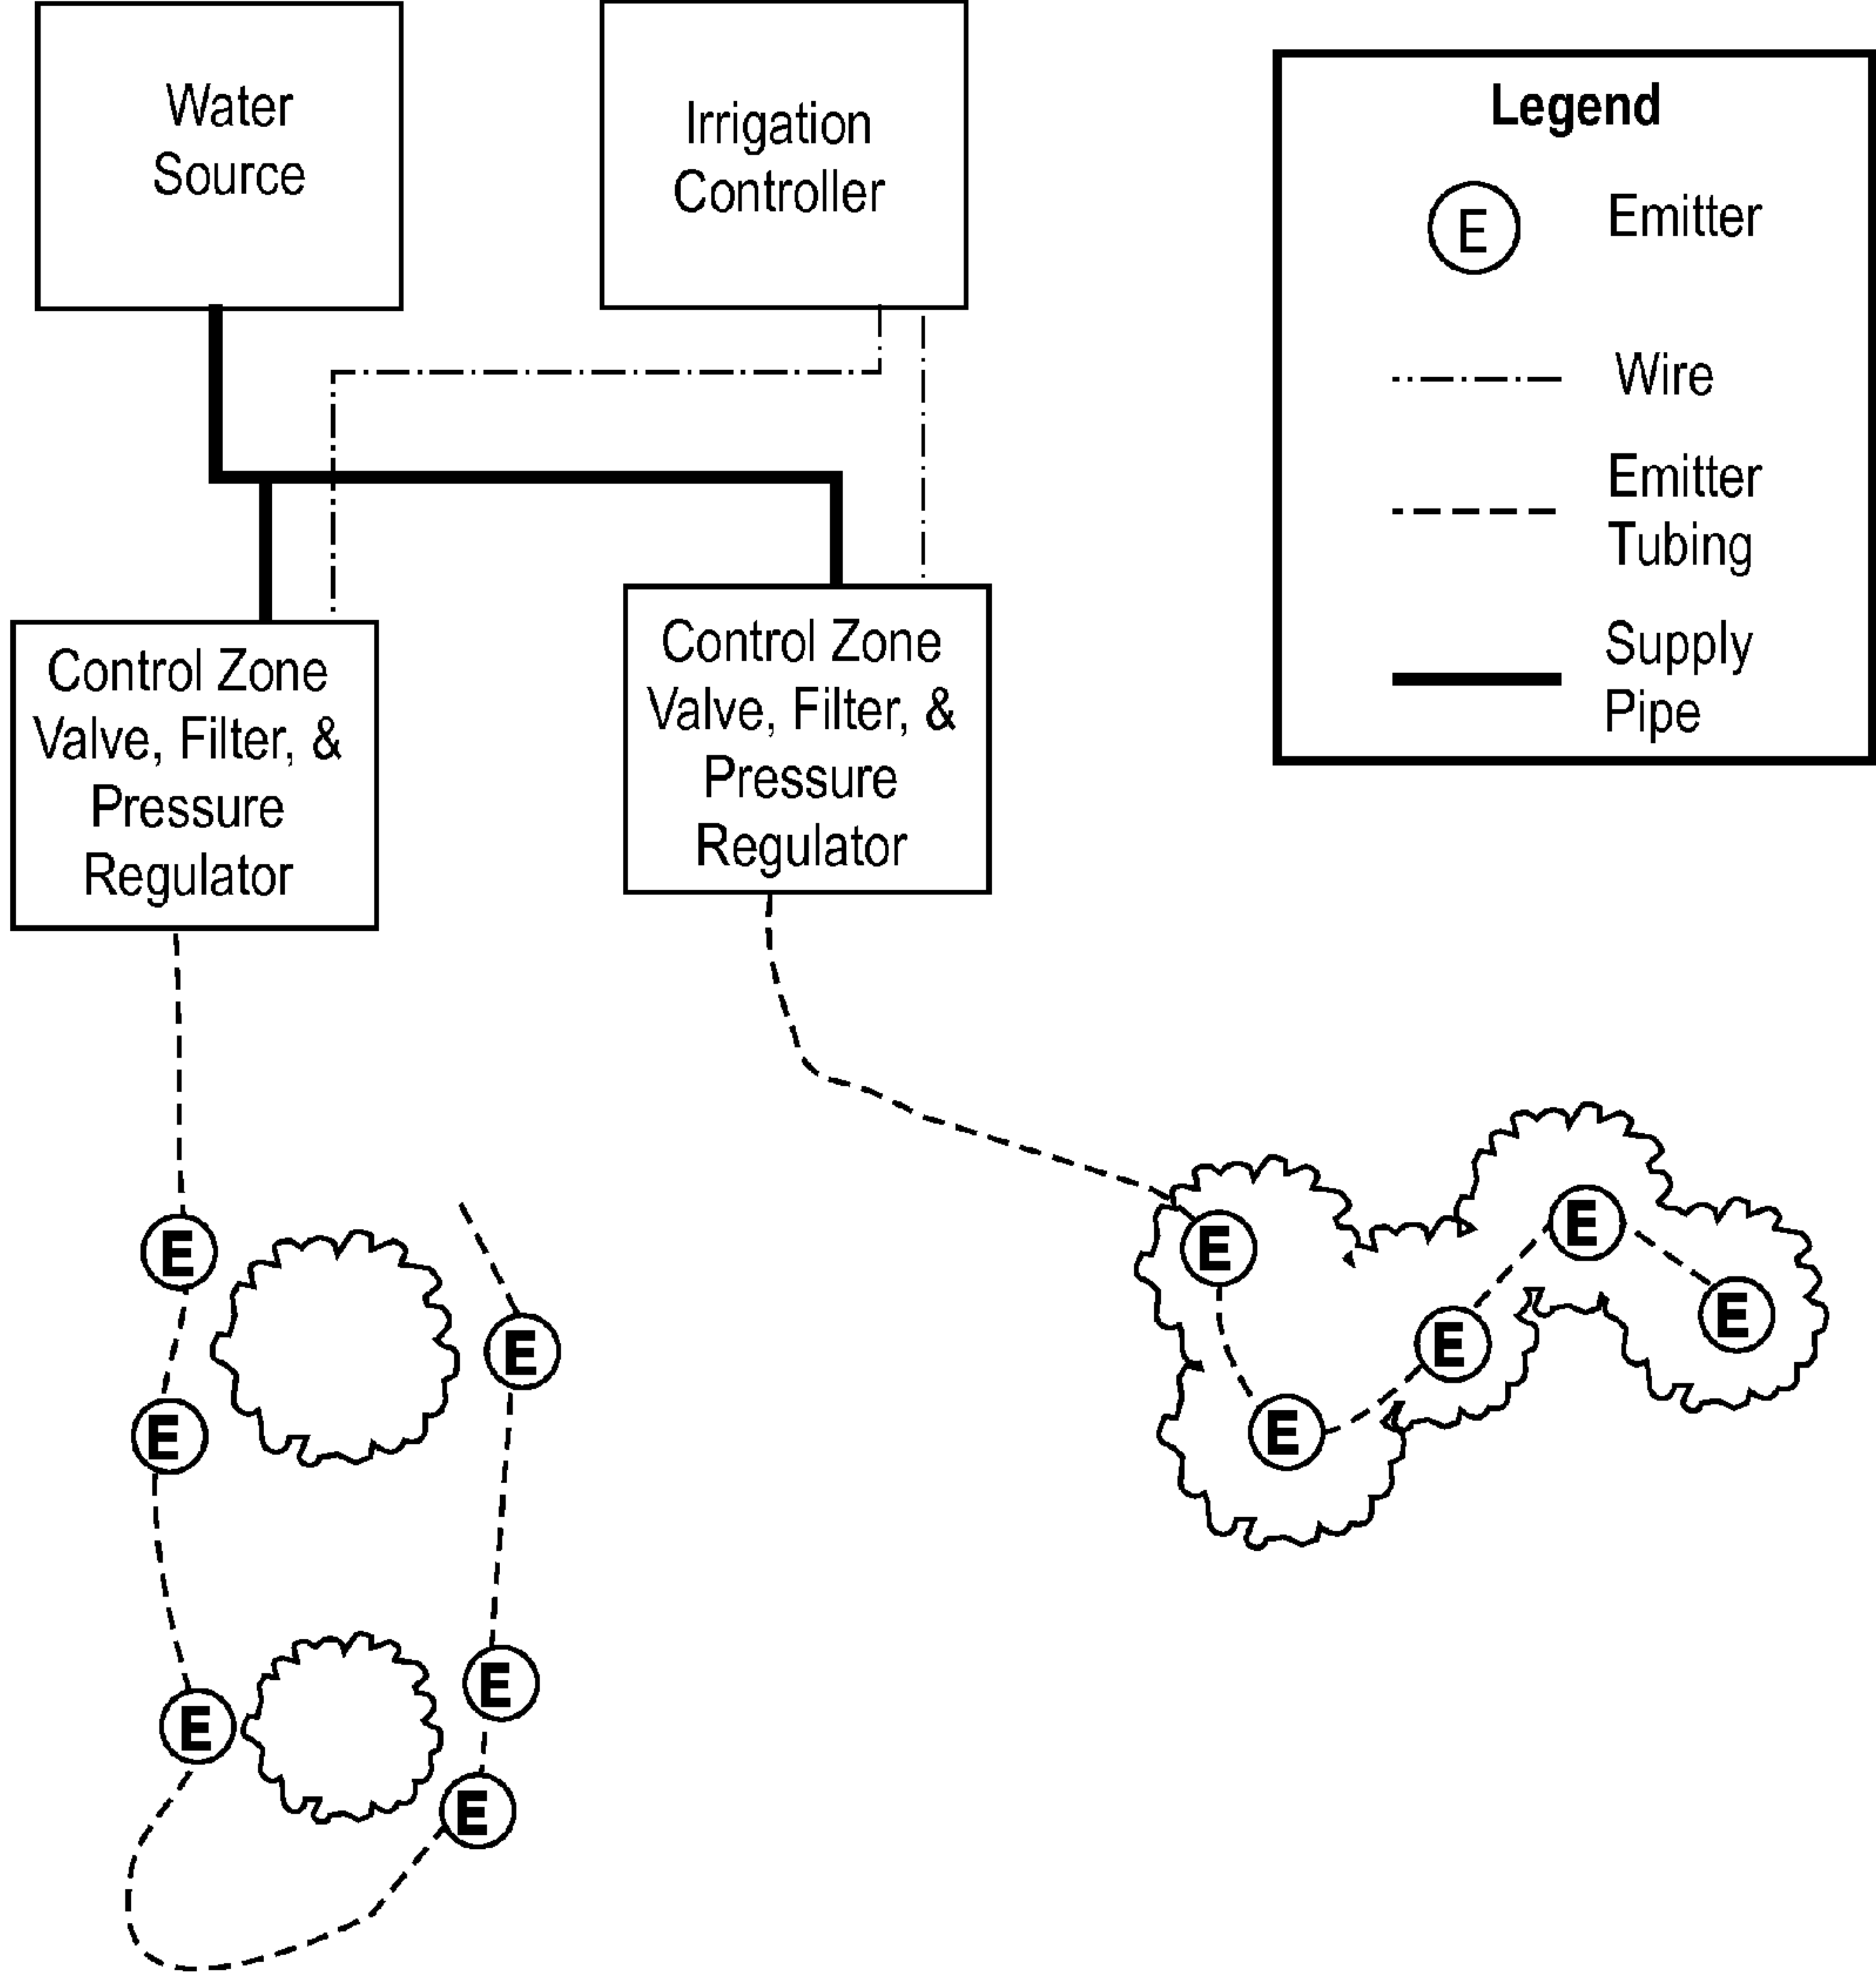 Water
Source
Irrigation
Controller
Legend
E Emitter
Wire
Emitter
Tubing
Supply
Pipe
Control Zone
Valve, Filter, &
Pressure
Regulator
Control Zone
Valve, Filter, &
Pressure
Regulator
E
E
E
E
E
E
E
E
E
E
E